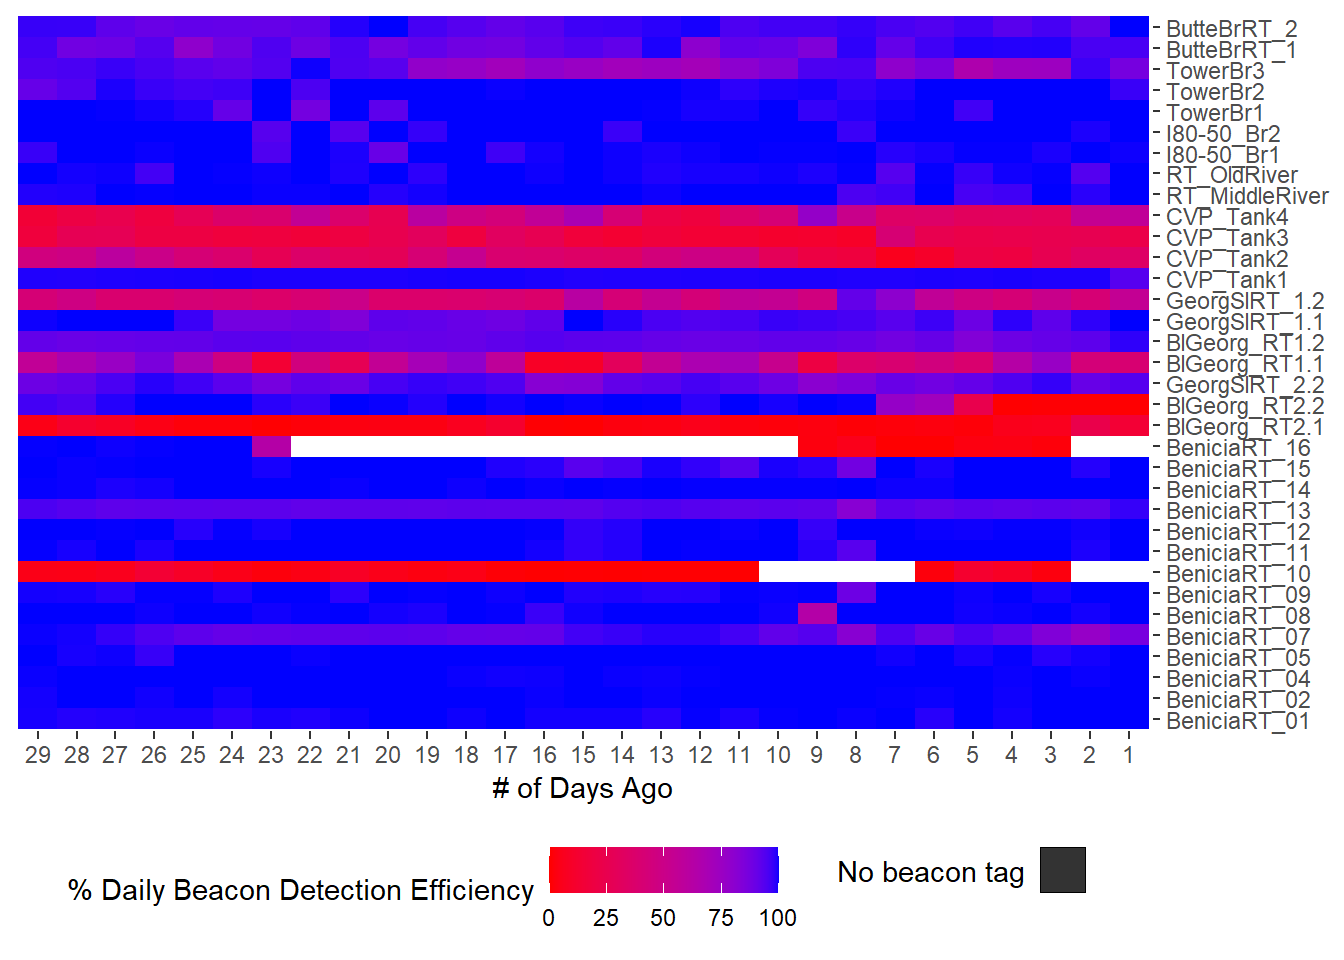 ButteBrRT_2
ButteBrRT_1
TowerBr3
TowerBr2
TowerBr1
I80-50_Br2
I80-50_Br1
RT_OldRiver
RT_MiddleRiver
CVP_Tank4
CVP_Tank3
CVP_Tank2
CVP_Tank1
GeorgSlRT_1.2
GeorgSlRT_1.1
BlGeorg_RT1.2
BlGeorg_RT1.1
GeorgSlRT_2.2
BlGeorg_RT2.2
BlGeorg_RT2.1
BeniciaRT_16
BeniciaRT_15
BeniciaRT_14
BeniciaRT_13
BeniciaRT_12
BeniciaRT_11
BeniciaRT_10
BeniciaRT_09
BeniciaRT_08
BeniciaRT_07
BeniciaRT_05
BeniciaRT_04
BeniciaRT_02
BeniciaRT_01
29 28 27 26 25 24 23 22 21 20 19 18 17 16 15 14 13 12 11 10 9 8 7 6 5 4 3 2 1
# of Days Ago
% Daily Beacon Detection Efficiency
0 25 50 75 100
No beacon tag